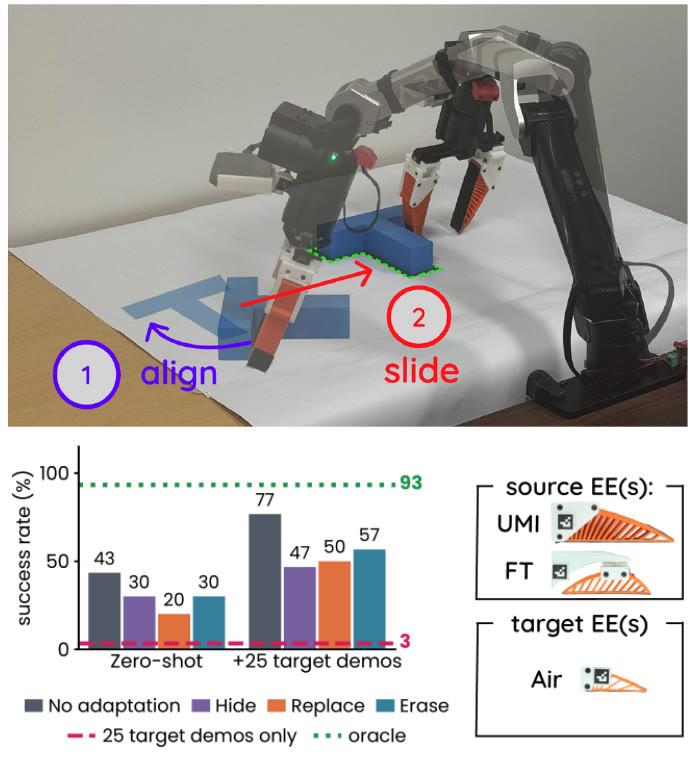 1
align
2
slide
success rate (%)
100
50
0
93
3
43
30
20
30
77
47
50
57
Zero-shot
+25 target demos
No adaptation
Hide
Replace
Erase
25 target demos only
oracle
source EE(s):
UMI
FT
target EE(s)
Air